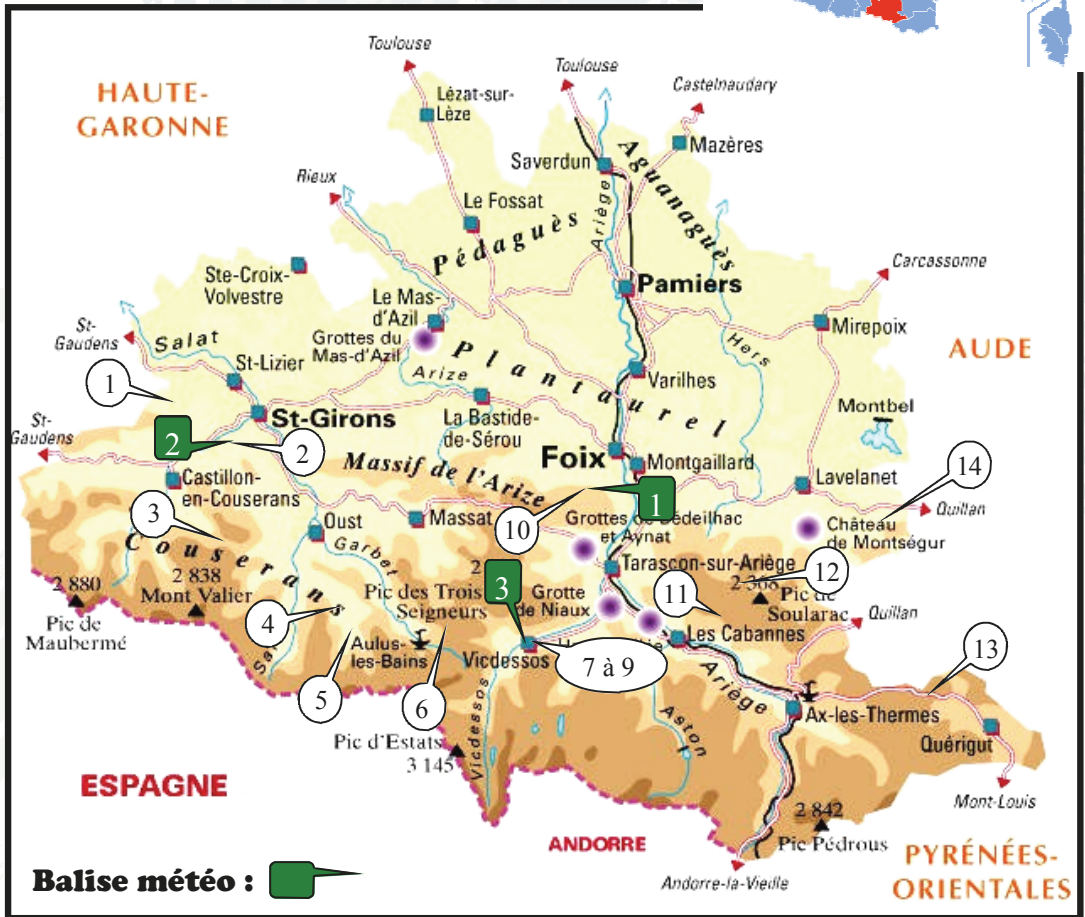 Toulouse
Toulouse
Castelnaudary
HAUTE-
GARONNE
Lézat-sur-
Lèze
Mazères
Saverdun
Aguanaguès
Rieux
Le Fossat
Ariège
Pédaguès
Ste-Croix-
Volvestre
Carcassonne
Pamiers
Le Mas-
d'Azil
St-
Gaudens
Salat
Grottes du
Mas-d'Azil
Mirepoix
Hers
AUDE
St-Lizier
Plantaurel
Arize
Varilhes
1
Montbel
St-Girons
La Bastide-
de-Sérou
St-
Gaudens
2
2
Foix
Montgaillard
Massif de l'Arize
14
Castillon-
en-Couserans
Lavelanet
1
3
Quillan
Massat
10
Grottes de Bédeilhac
et Aynat
Oust
Château
de Montségur
Couserans
Garbet
Tarascon-sur-Ariège
12
2 880
2 838
Mont Valier
2
3
Pic des Trois
Seigneurs
Grotte
de Niaux
11
2 368
Pic de
Soularac
Pic de
Maubermé
4
Quillan
Les Cabannes
Aulus-
les-Bains
Vicdessos
7 à 9
13
5
6
Ariège
Ax-les-Thermes
Pic d'Estats
3 145
Vicdessos
Aston
Quérigut
ESPAGNE
Mont-Louis
2 842
Pic Pédrous
ANDORRE
PYRÉNÉES-
ORIENTALES
Balise météo :
Andorre-la-Vieille